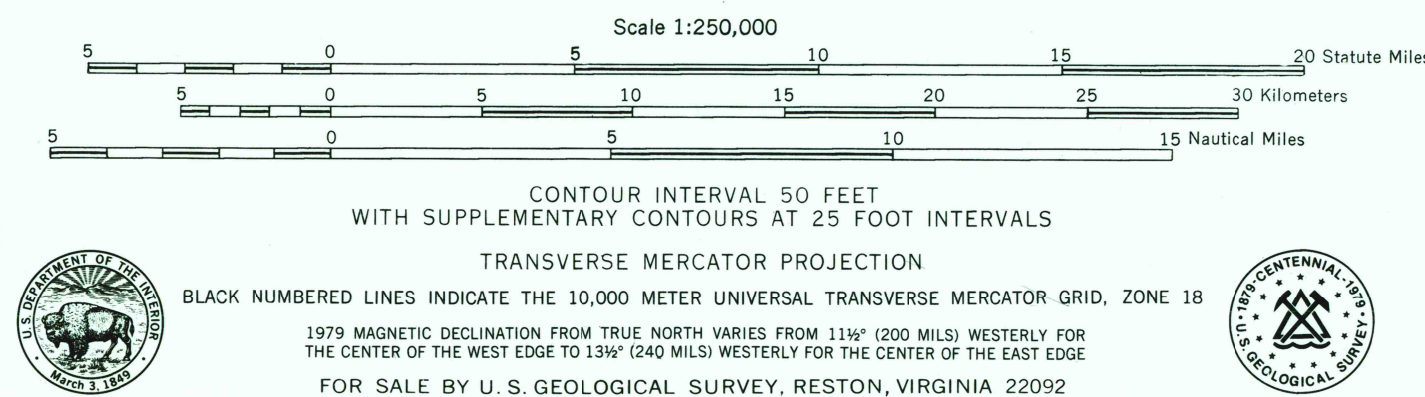 Scale 1:250,000
5 0 5 10 15 20 Statute Miles
5 0 5 10 15 20 25 30 Kilometers
5 0 5 10 15 Nautical Miles
CONTOUR INTERVAL 50 FEET
WITH SUPPLEMENTARY CONTOURS AT 25 FOOT INTERVALS
TRANSVERSE MERCATOR PROJECTION
BLACK NUMBERED LINES INDICATE THE 10,000 METER UNIVERSAL TRANSVERSE MERCATOR GRID, ZONE 18
1979 MAGNETIC DECLINATION FROM TRUE NORTH VARIES FROM 11½° (200 MILS) WESTERLY FOR
THE CENTER OF THE WEST EDGE TO 13½° (240 MILS) WESTERLY FOR THE CENTER OF THE EAST EDGE
FOR SALE BY U. S. GEOLOGICAL SURVEY, RESTON, VIRGINIA 22092
U.S. DEPARTMENT OF THE INTERIOR
March 3, 1849
1879·CENTENNIAL·1979
U.S. GEOLOGICAL SURVEY